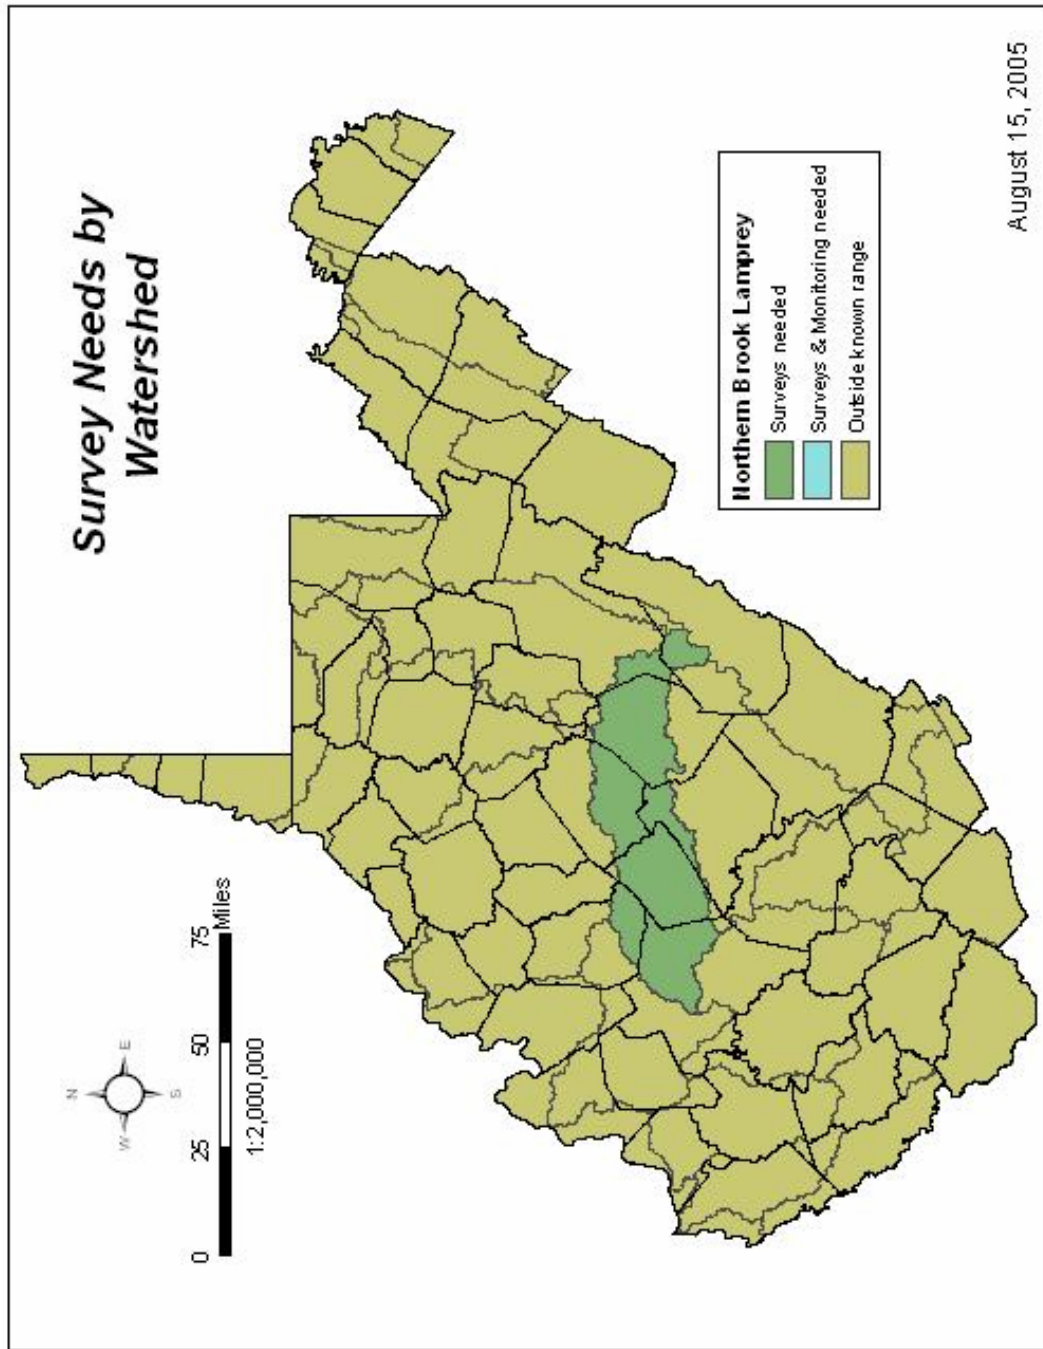 Survey Needs by
Watershed
N
W
E
S
0
25
50
75
Miles
1:2,000,000
Northern Brook Lamprey
Surveys needed
Surveys & Monitoring needed
Outside known range
August 15, 2005